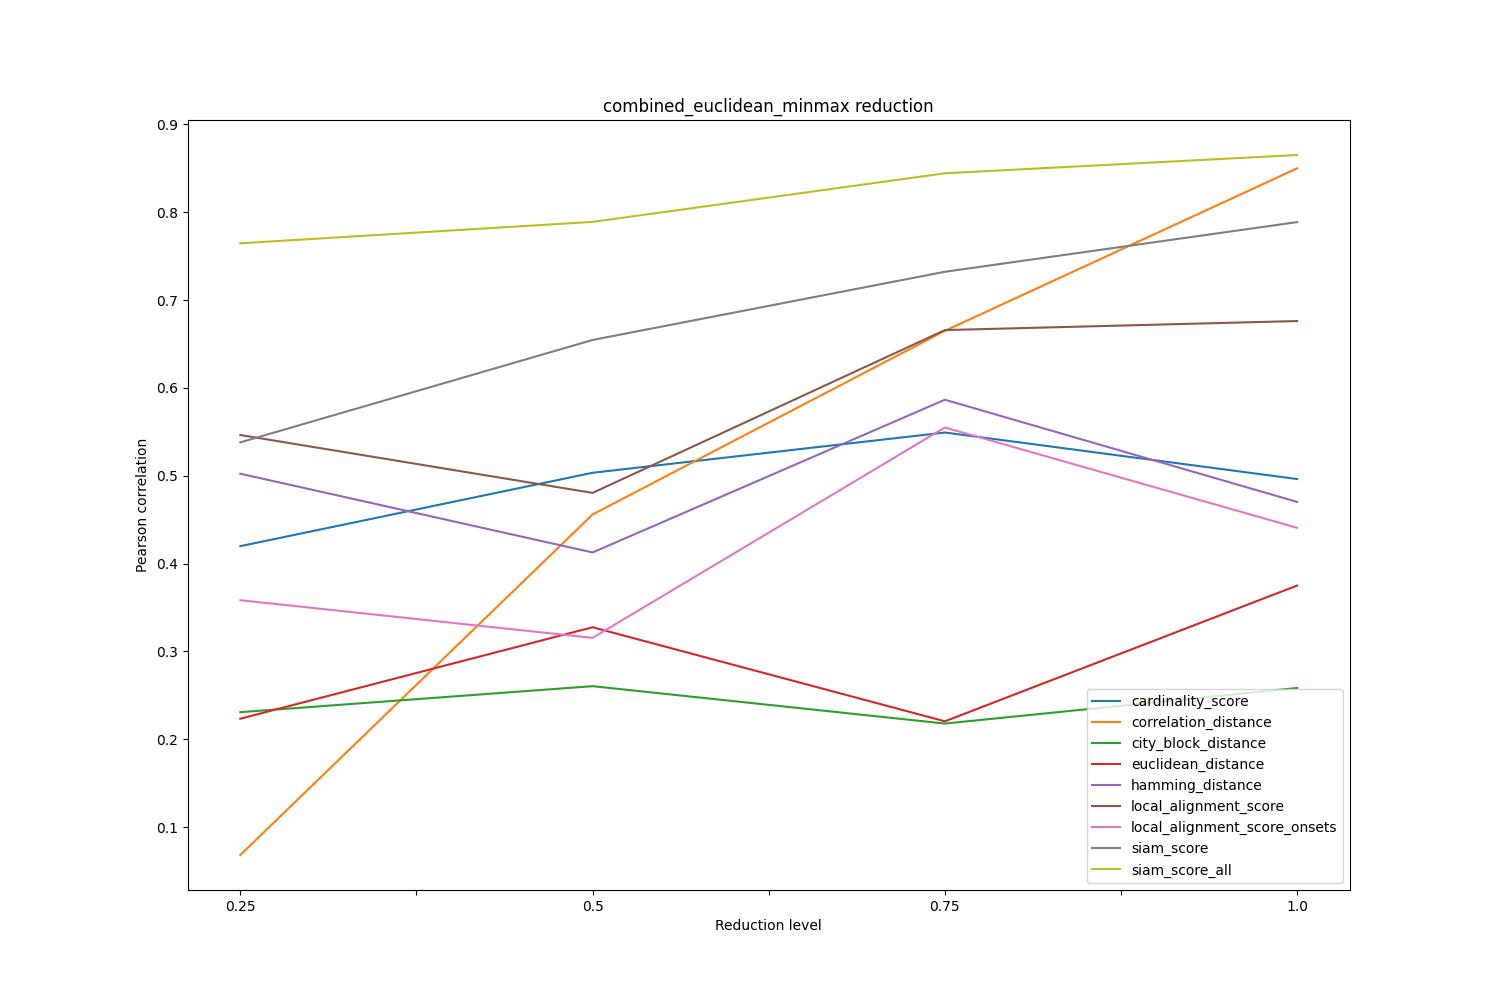 combined_euclidean_minmax reduction
0.9
0.8
0.7
0.6
0.5
0.4
0.3
0.2
0.1
Pearson correlation
0.25
0.5
0.75
1.0
Reduction level
cardinality_score
correlation_distance
city_block_distance
euclidean_distance
hamming_distance
local_alignment_score
local_alignment_score_onsets
siam_score
siam_score_all